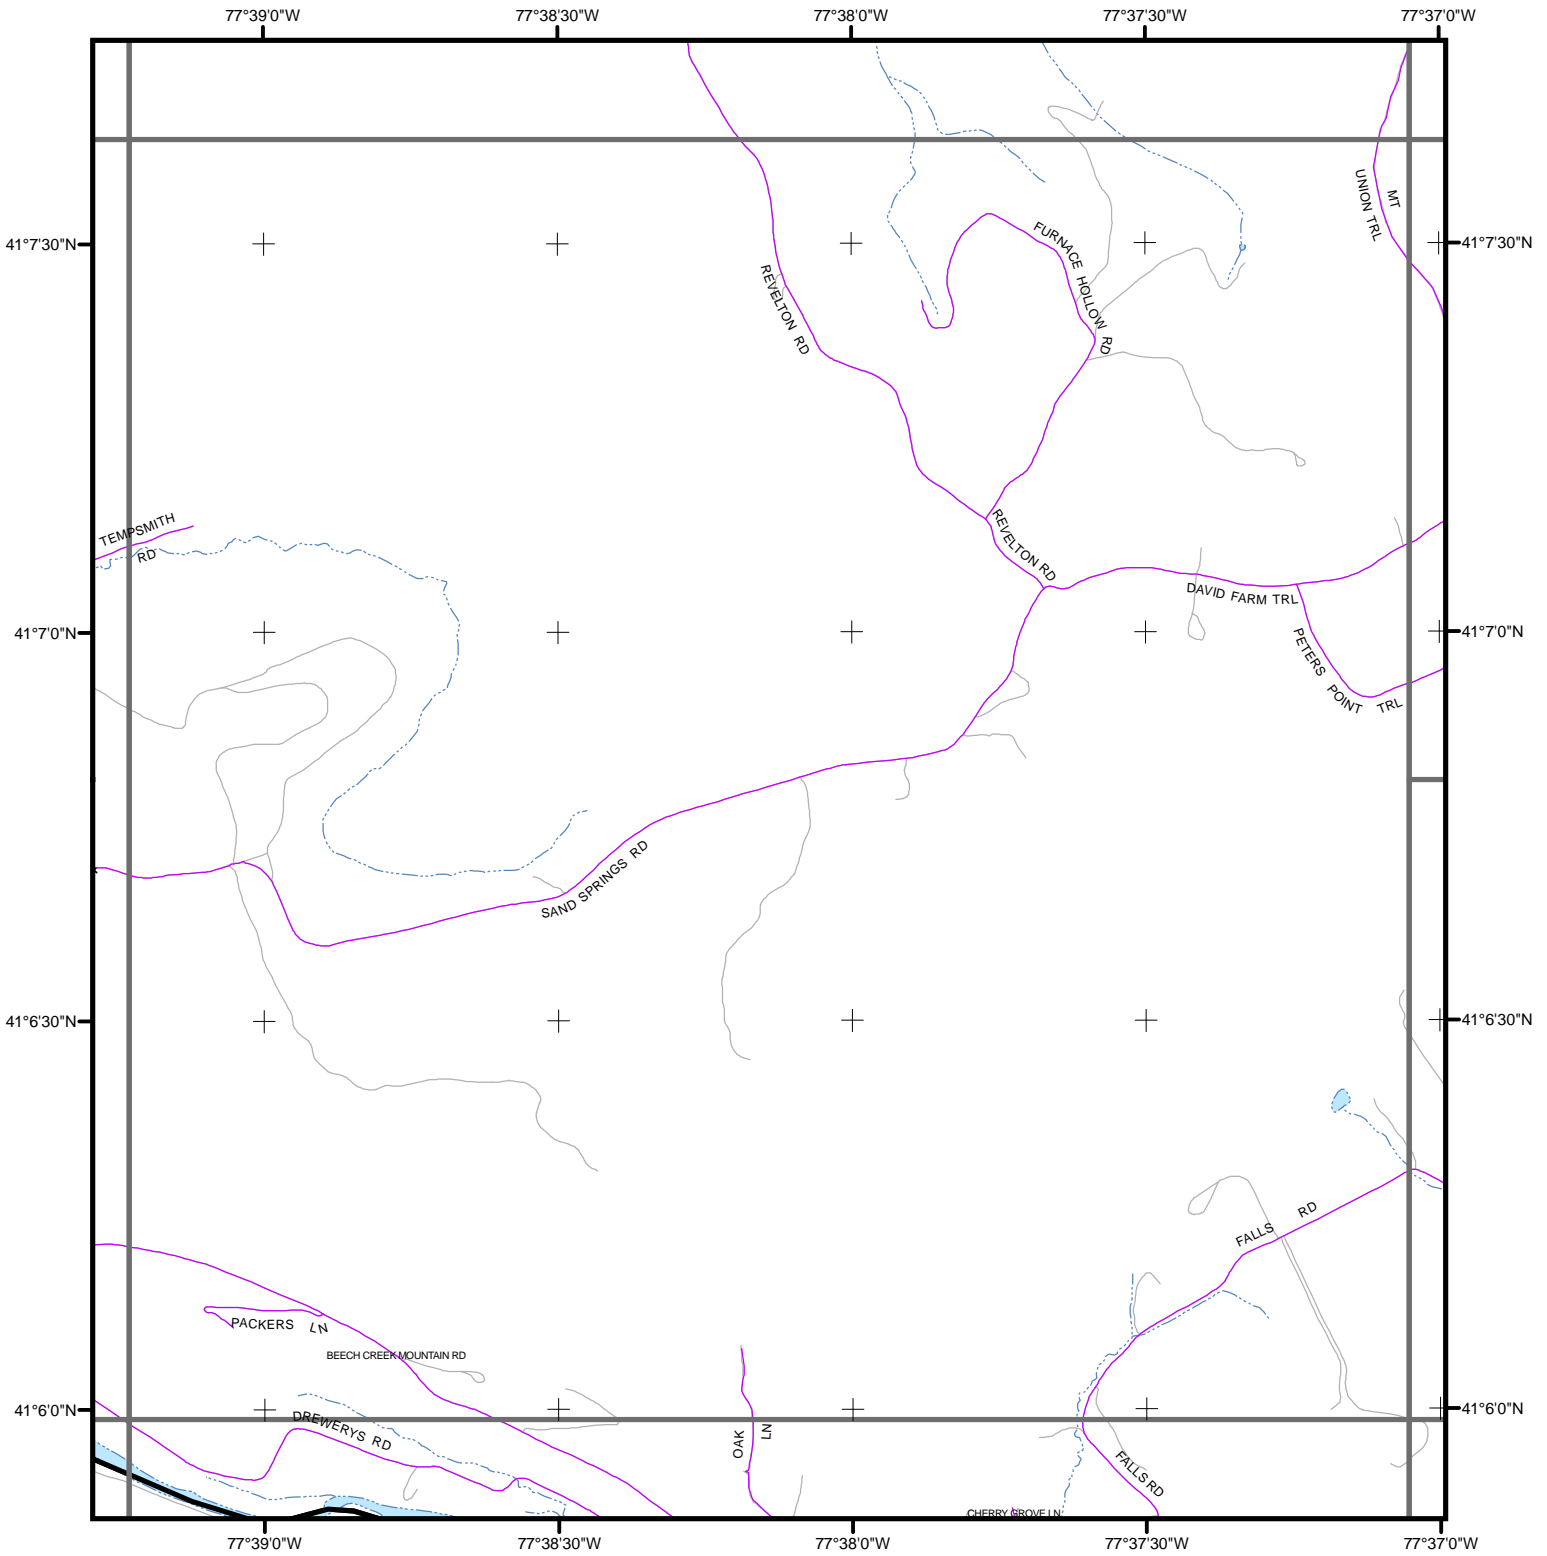 77°39'0"W 77°38'30"W 77°38'0"W 77°37'30"W 77°37'0"W
MT
UNION TRL
FURNACE HOLLOW RD
41°7'30"N 41°7'30"N
REVELTON RD
TEMPSMITH
RD
REVELTON RD
DAVID FARM TRL
41°7'0"N 41°7'0"N
PETERS POINT TRL
SAND SPRINGS RD
41°6'30"N 41°6'30"N
FALLS RD
PACKERS LN
BEECH CREEK MOUNTAIN RD
41°6'0"N 41°6'0"N
DREWERYS RD
OAK
LN
FALLS RD
CHERRY GROVE LN
77°39'0"W 77°38'30"W 77°38'0"W 77°37'30"W 77°37'0"W